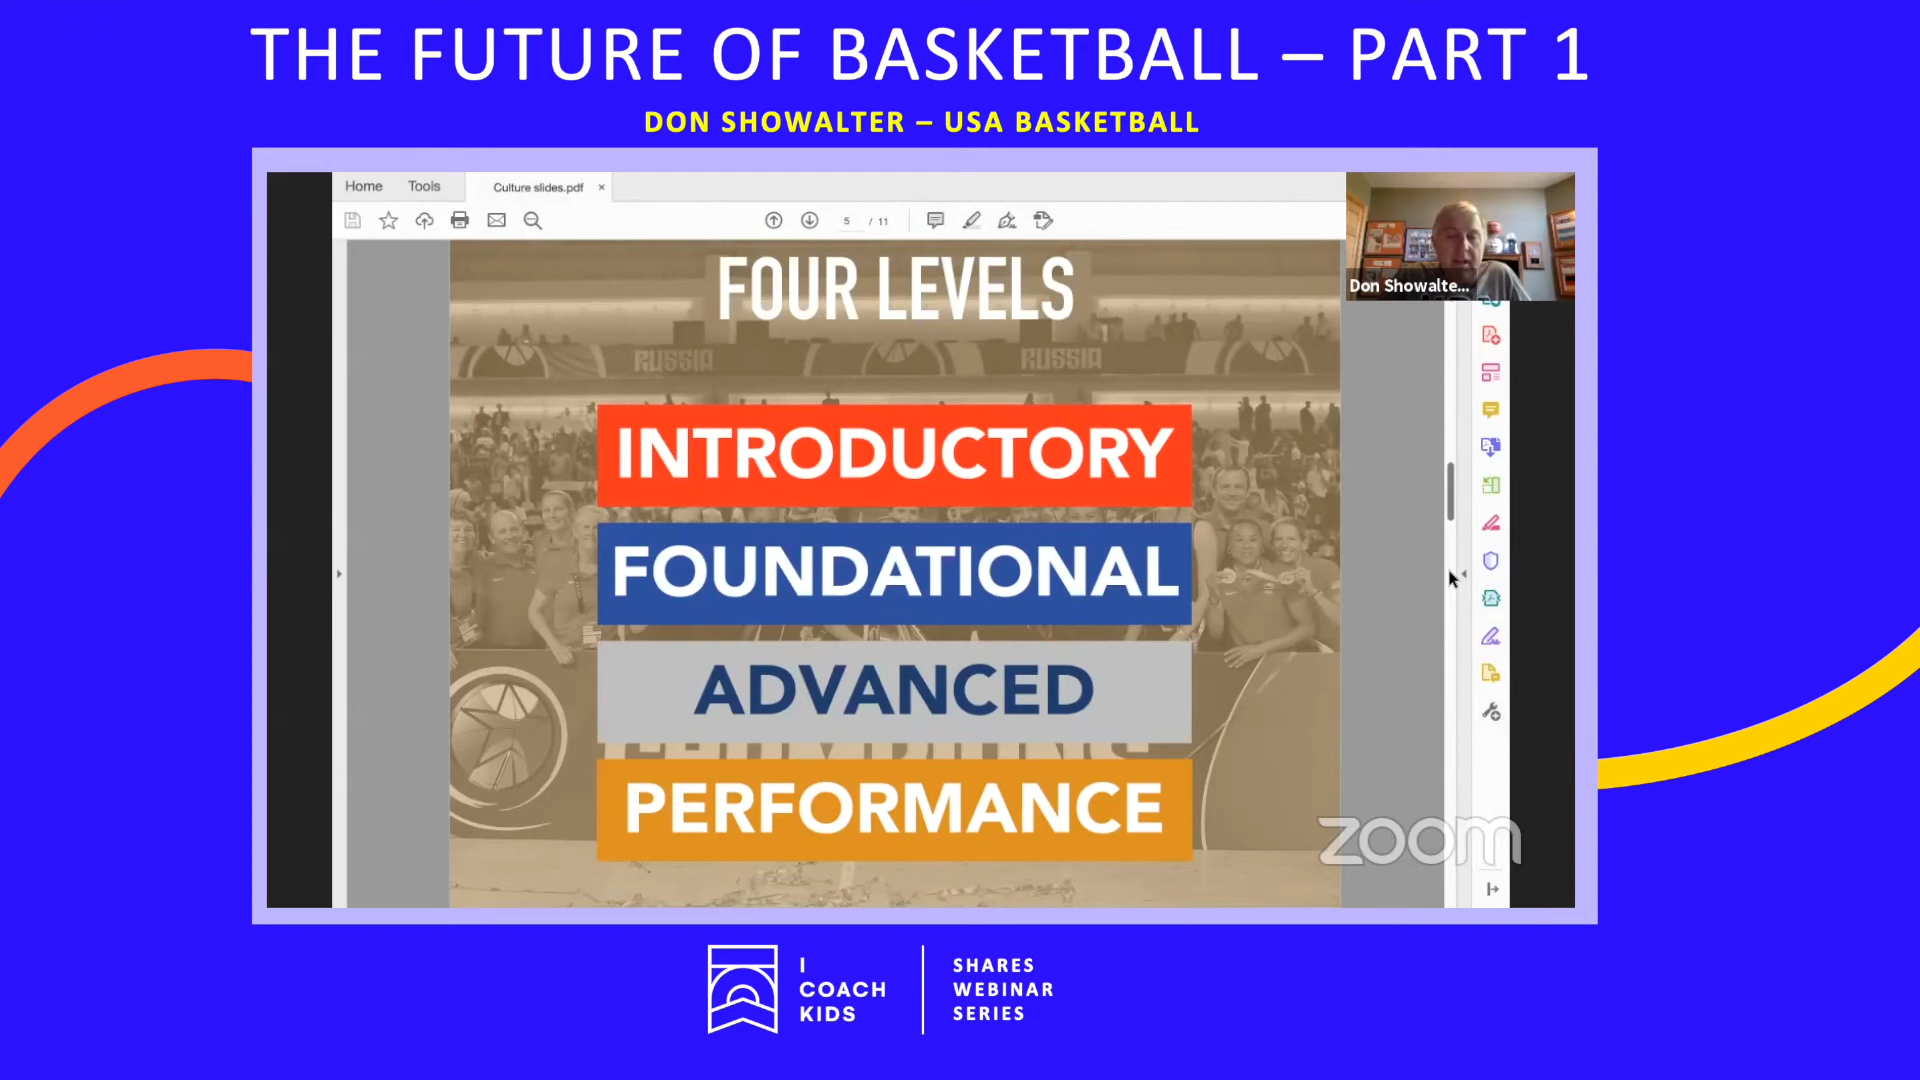 THE FUTURE OF BASKETBALL – PART 1
DON SHOWALTER – USA BASKETBALL
Home Tools Culture slides.pdf ×
5 / 11
Don Showalte...
FOUR LEVELS
RUSSIA RUSSIA
INTRODUCTORY
FOUNDATIONAL
ADVANCED
PERFORMANCE
zoom
I
COACH
KIDS
SHARES
WEBINAR
SERIES